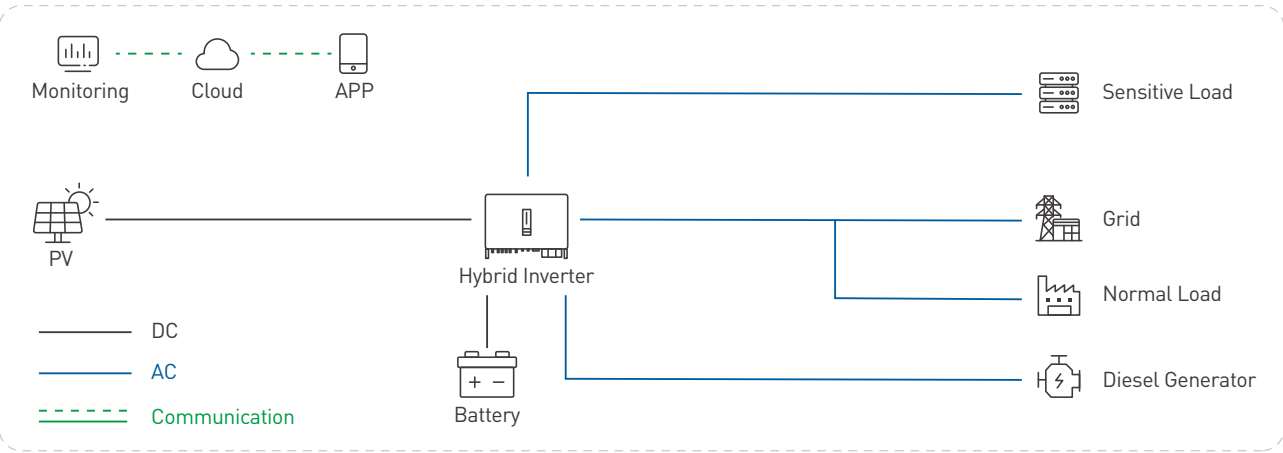 Monitoring
Cloud
APP
Sensitive Load
PV
Hybrid Inverter
Grid
Normal Load
Diesel Generator
Battery
DC
AC
Communication